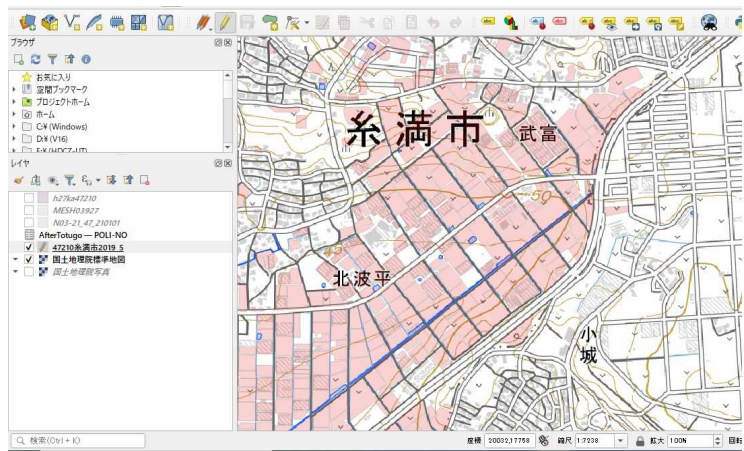 ブラウザ
お気に入り
空間ブックマーク
プロジェクトホーム
ホーム
C:¥ (Windows)
D:¥ (V16)
E:¥ (HDCZ-UT)
レイヤ
h27ka47210
MESH03927
N03-21_47_210101
AfterTotugo — POLI-NO
47210糸満市2019_5
国土地理院標準地図
国土地理院写真
糸満市
武富
50
北波平
小城
検索(Ctrl + K)
座標 20032,17758
縮尺 1:7238
拡大 100%
回転